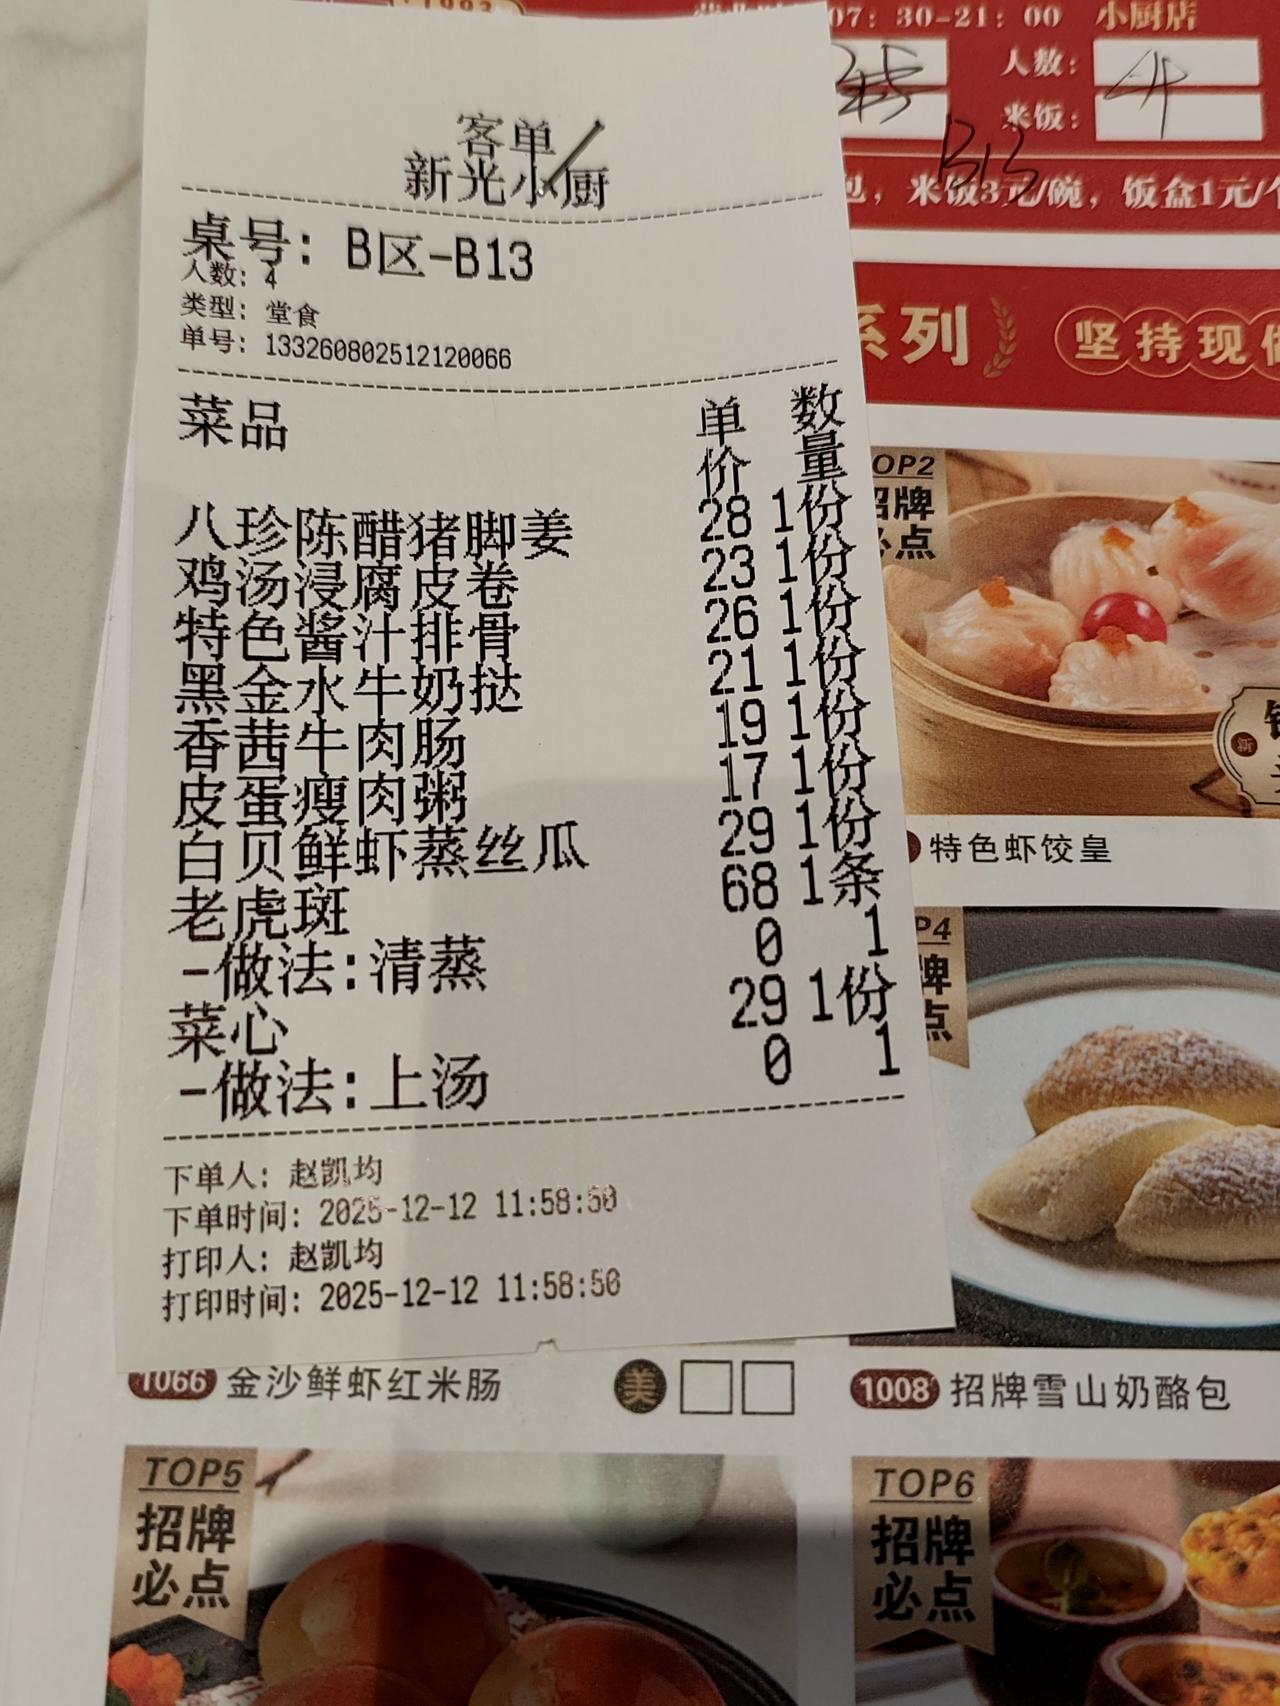 1993
07: 30-21: 00 小厨店
人数: 4
米饭:
B13
包，米饭3元/碗，饭盒1元/个
系列
坚持现做
客单
新光小厨
桌号: B区-B13
人数: 4
类型: 堂食
单号: 133260802512120066
菜品 单价 数量
八珍陈醋猪脚姜 28 1份
鸡汤浸腐皮卷 23 1份
特色酱汁排骨 26 1份
黑金水牛奶挞 21 1份
香茜牛肉肠 19 1份
皮蛋瘦肉粥 17 1份
白贝鲜虾蒸丝瓜 29 1份
老虎斑 68 1条
-做法:清蒸 0 1
菜心 29 1份
-做法:上汤 0 1
下单人: 赵凯均
下单时间: 2025-12-12 11:58:50
打印人: 赵凯均
打印时间: 2025-12-12 11:58:50
TOP2
招牌
必点
特色虾饺皇
新
P4
牌
点
1066 金沙鲜虾红米肠 美
1008 招牌雪山奶酪包
TOP5
招牌
必点
TOP6
招牌
必点